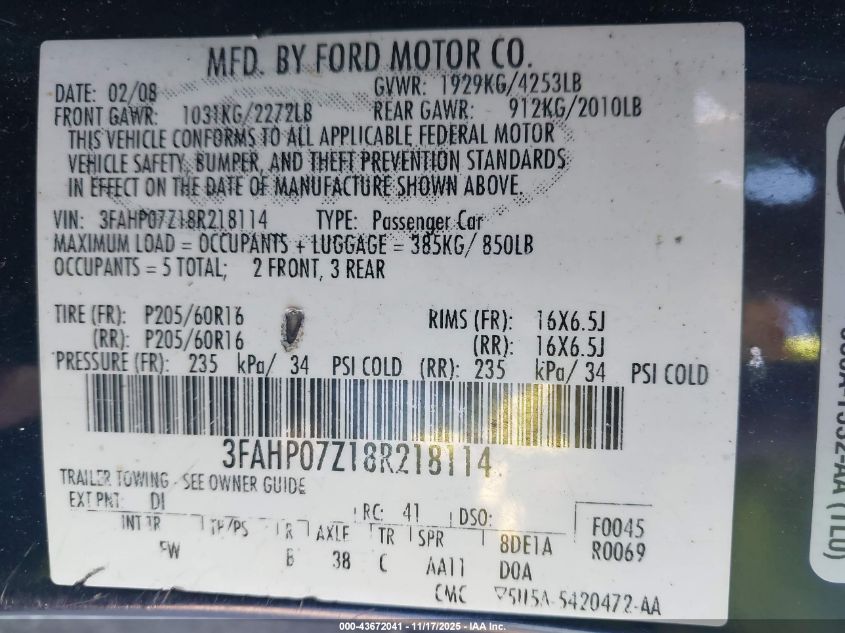 MFD. BY FORD MOTOR CO.
DATE: 02/08 GVWR: 1929KG/4253LB
FRONT GAWR: 1031KG/2272LB REAR GAWR: 912KG/2010LB
THIS VEHICLE CONFORMS TO ALL APPLICABLE FEDERAL MOTOR
VEHICLE SAFETY, BUMPER, AND THEFT PREVENTION STANDARDS
IN EFFECT ON THE DATE OF MANUFACTURE SHOWN ABOVE.
VIN: 3FAHP07Z18R218114 TYPE: Passenger Car
MAXIMUM LOAD = OCCUPANTS + LUGGAGE = 385KG/ 850LB
OCCUPANTS = 5 TOTAL; 2 FRONT, 3 REAR
TIRE (FR): P205/60R16 RIMS (FR): 16X6.5J
(RR): P205/60R16 (RR): 16X6.5J
PRESSURE (FR): 235 kPa/ 34 PSI COLD (RR): 235 kPa/ 34 PSI COLD
3FAHP07Z18R218114
TRAILER TOWING - SEE OWNER GUIDE
EXT PNT: DI RC: 41 DSO: F0045
INT TR TP/PS R AXLE TR SPR 8DE1A R0069
FW B 38 C AA11 D0A
CMC 5U5A-5420472-AA
000-43672041 - 11/17/2025 - IAA Inc.